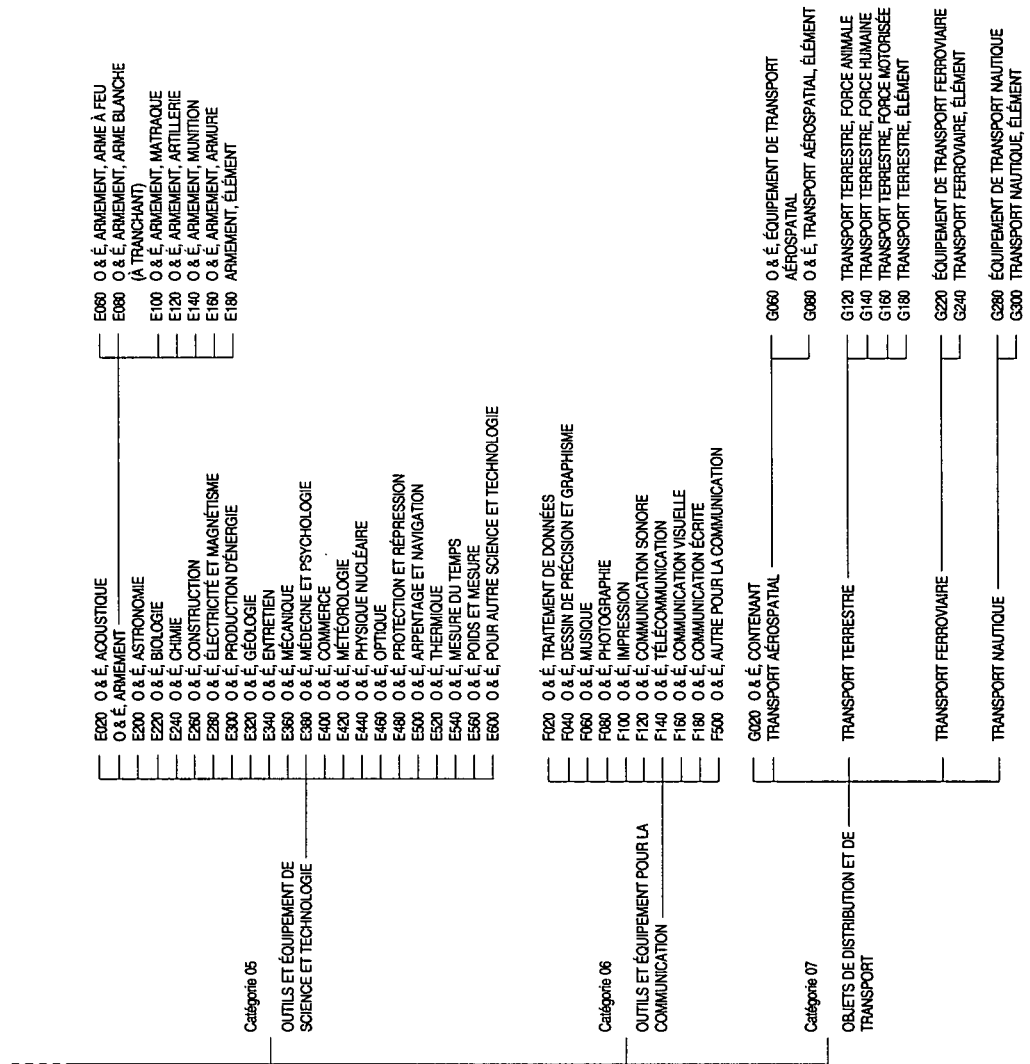 Catégorie 05
OUTILS ET ÉQUIPEMENT DE
SCIENCE ET TECHNOLOGIE
E020 O & É, ACOUSTIQUE
O & É, ARMEMENT
E060 O & É, ARMEMENT, ARME À FEU
E080 O & É, ARMEMENT, ARME BLANCHE
(À TRANCHANT)
E100 O & É, ARMEMENT, MATRAQUE
E120 O & É, ARMEMENT, ARTILLERIE
E140 O & É, ARMEMENT, MUNITION
E160 O & É, ARMEMENT, ARMURE
E180 ARMEMENT, ÉLÉMENT
E200 O & É, ASTRONOMIE
E220 O & É, BIOLOGIE
E240 O & É, CHIMIE
E260 O & É, CONSTRUCTION
E280 O & É, ÉLECTRICITÉ ET MAGNÉTISME
E300 O & É, PRODUCTION D'ÉNERGIE
E320 O & É, GÉOLOGIE
E340 O & É, ENTRETIEN
E360 O & É, MÉCANIQUE
E380 O & É, MÉDECINE ET PSYCHOLOGIE
E400 O & É, COMMERCE
E420 O & É, MÉTÉOROLOGIE
E440 O & É, PHYSIQUE NUCLÉAIRE
E460 O & É, OPTIQUE
E480 O & É, PROTECTION ET RÉPRESSION
E500 O & É, ARPENTAGE ET NAVIGATION
E520 O & É, THERMIQUE
E540 O & É, MESURE DU TEMPS
E560 O & É, POIDS ET MESURE
E600 O & É, POUR AUTRE SCIENCE ET TECHNOLOGIE
Catégorie 06
OUTILS ET ÉQUIPEMENT POUR LA
COMMUNICATION
F020 O & É, TRAITEMENT DE DONNÉES
F040 O & É, DESSIN DE PRÉCISION ET GRAPHISME
F060 O & É, MUSIQUE
F080 O & É, PHOTOGRAPHIE
F100 O & É, IMPRESSION
F120 O & É, COMMUNICATION SONORE
F140 O & É, TÉLÉCOMMUNICATION
F160 O & É, COMMUNICATION VISUELLE
F180 O & É, COMMUNICATION ÉCRITE
F500 O & É, AUTRE POUR LA COMMUNICATION
Catégorie 07
OBJETS DE DISTRIBUTION ET DE
TRANSPORT
G020 O & É, CONTENANT
TRANSPORT AÉROSPATIAL
G060 O & É, ÉQUIPEMENT DE TRANSPORT
AÉROSPATIAL
G080 O & É, TRANSPORT AÉROSPATIAL, ÉLÉMENT
TRANSPORT TERRESTRE
G120 TRANSPORT TERRESTRE, FORCE ANIMALE
G140 TRANSPORT TERRESTRE, FORCE HUMAINE
G160 TRANSPORT TERRESTRE, FORCE MOTORISÉE
G180 TRANSPORT TERRESTRE, ÉLÉMENT
TRANSPORT FERROVIAIRE
G220 ÉQUIPEMENT DE TRANSPORT FERROVIAIRE
G240 TRANSPORT FERROVIAIRE, ÉLÉMENT
TRANSPORT NAUTIQUE
G280 ÉQUIPEMENT DE TRANSPORT NAUTIQUE
G300 TRANSPORT NAUTIQUE, ÉLÉMENT